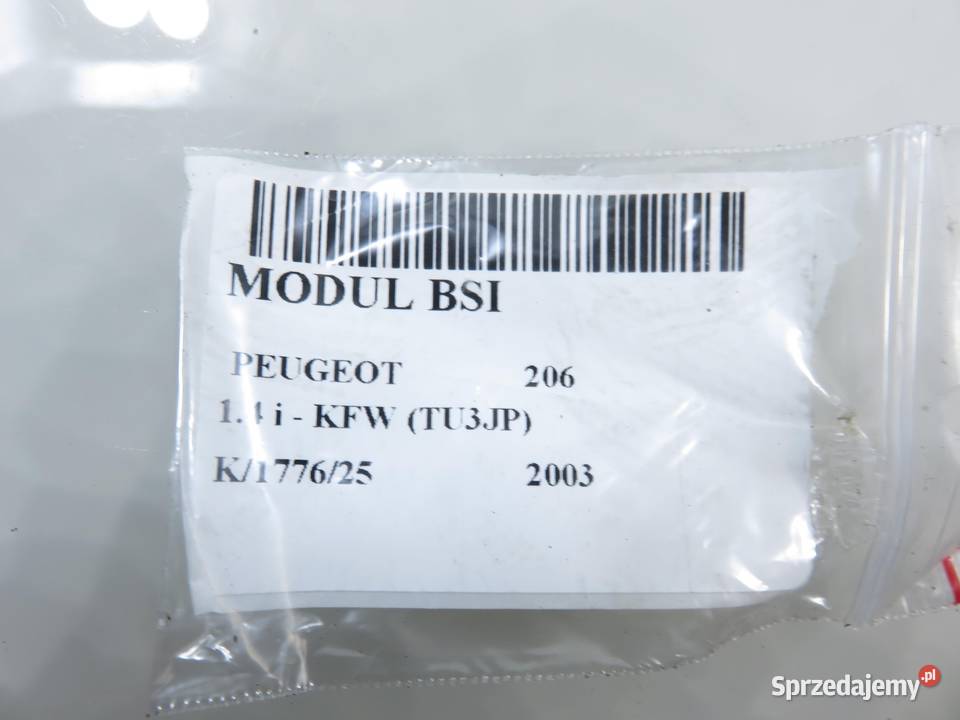 MODUL BSI
PEUGEOT 206
1.4 i - KFW (TU3JP)
K/1776/25 2003
Sprzedajemy.pl